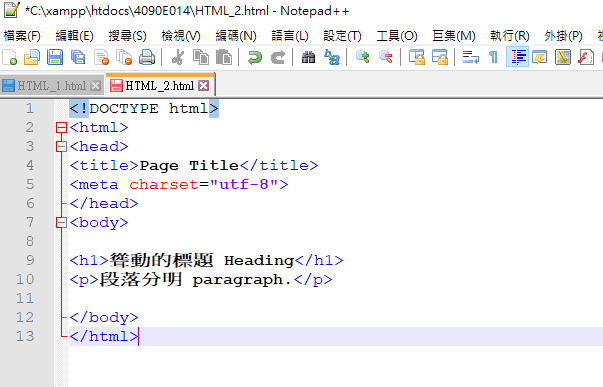 *C:\xampp\htdocs\4090E014\HTML_2.html - Notepad++
檔案(F) 編輯(E) 搜尋(S) 檢視(V) 編碼(N) 語言(L) 設定(T) 工具(O) 巨集(M) 執行(R) 外掛(P)
HTML_1.html HTML_2.html
1 <!DOCTYPE html>
2 <html>
3 <head>
4 <title>Page Title</title>
5 <meta charset="utf-8">
6 </head>
7 <body>
8
9 <h1>聳動的標題 Heading</h1>
10 <p>段落分明 paragraph.</p>
11
12 </body>
13 </html>